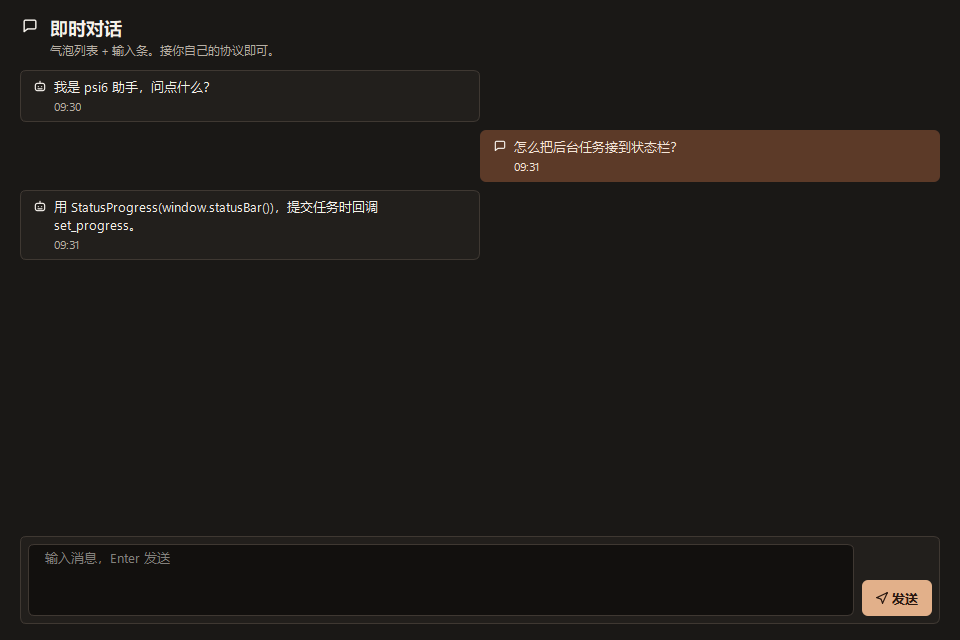 即时对话
气泡列表 + 输入条。接你自己的协议即可。
我是 psi6 助手，问点什么？
09:30
怎么把后台任务接到状态栏？
09:31
用 StatusProgress(window.statusBar())，提交任务时回调
set_progress。
09:31
输入消息，Enter 发送
发送